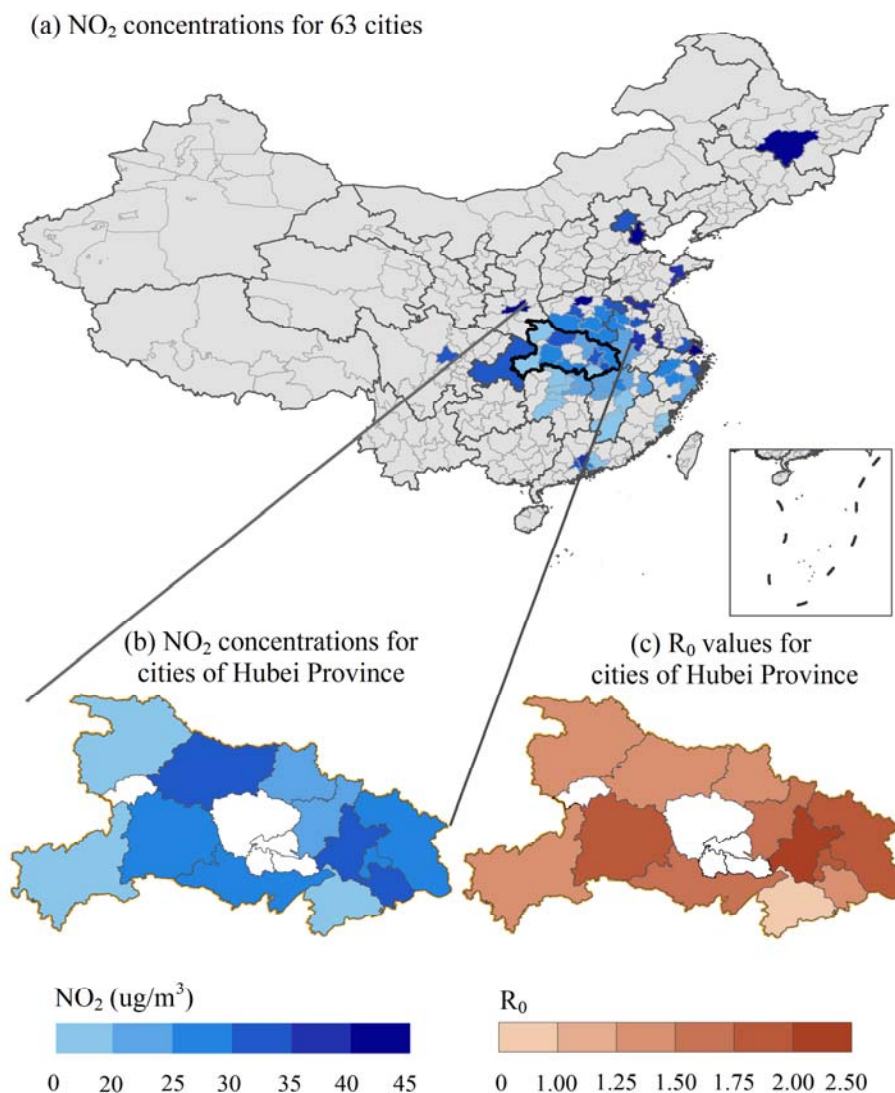 (a) NO₂ concentrations for 63 cities
(b) NO₂ concentrations for
cities of Hubei Province
(c) R₀ values for
cities of Hubei Province
NO₂ (ug/m³)
0 20 25 30 35 40 45
R₀
0 1.00 1.25 1.50 1.75 2.00 2.50